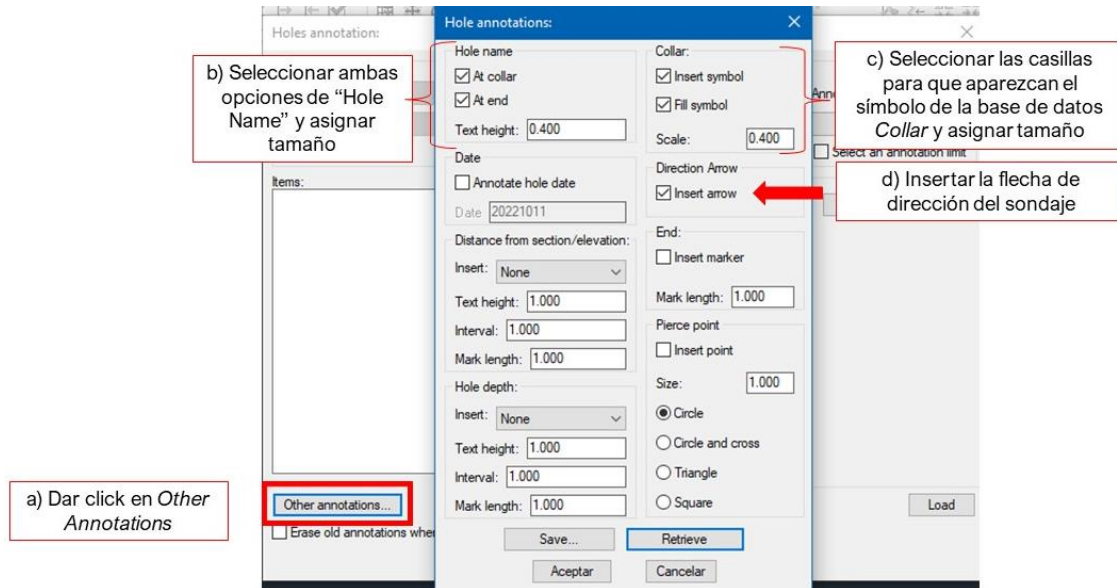 Holes annotation:
Hole annotations:
b) Seleccionar ambas
opciones de “Hole
Name” y asignar
tamaño
Hole name
At collar
At end
Text height: 0.400
Collar:
Insert symbol
Fill symbol
Scale: 0.400
c) Seleccionar las casillas
para que aparezcan el
símbolo de la base de datos
Collar y asignar tamaño
Select an annotation limit
Date
Annotate hole date
Date 20221011
Direction Arrow
Insert arrow
d) Insertar la flecha de
dirección del sondaje
Items:
Distance from section/elevation:
Insert: None
Text height: 1.000
Interval: 1.000
Mark length: 1.000
End:
Insert marker
Mark length: 1.000
Pierce point
Insert point
Size: 1.000
Circle
Circle and cross
Triangle
Square
Hole depth:
Insert: None
Text height: 1.000
Interval: 1.000
Mark length: 1.000
a) Dar click en Other
Annotations
Other annotations...
Load
Erase old annotations
Save...
Retrieve
Aceptar
Cancelar